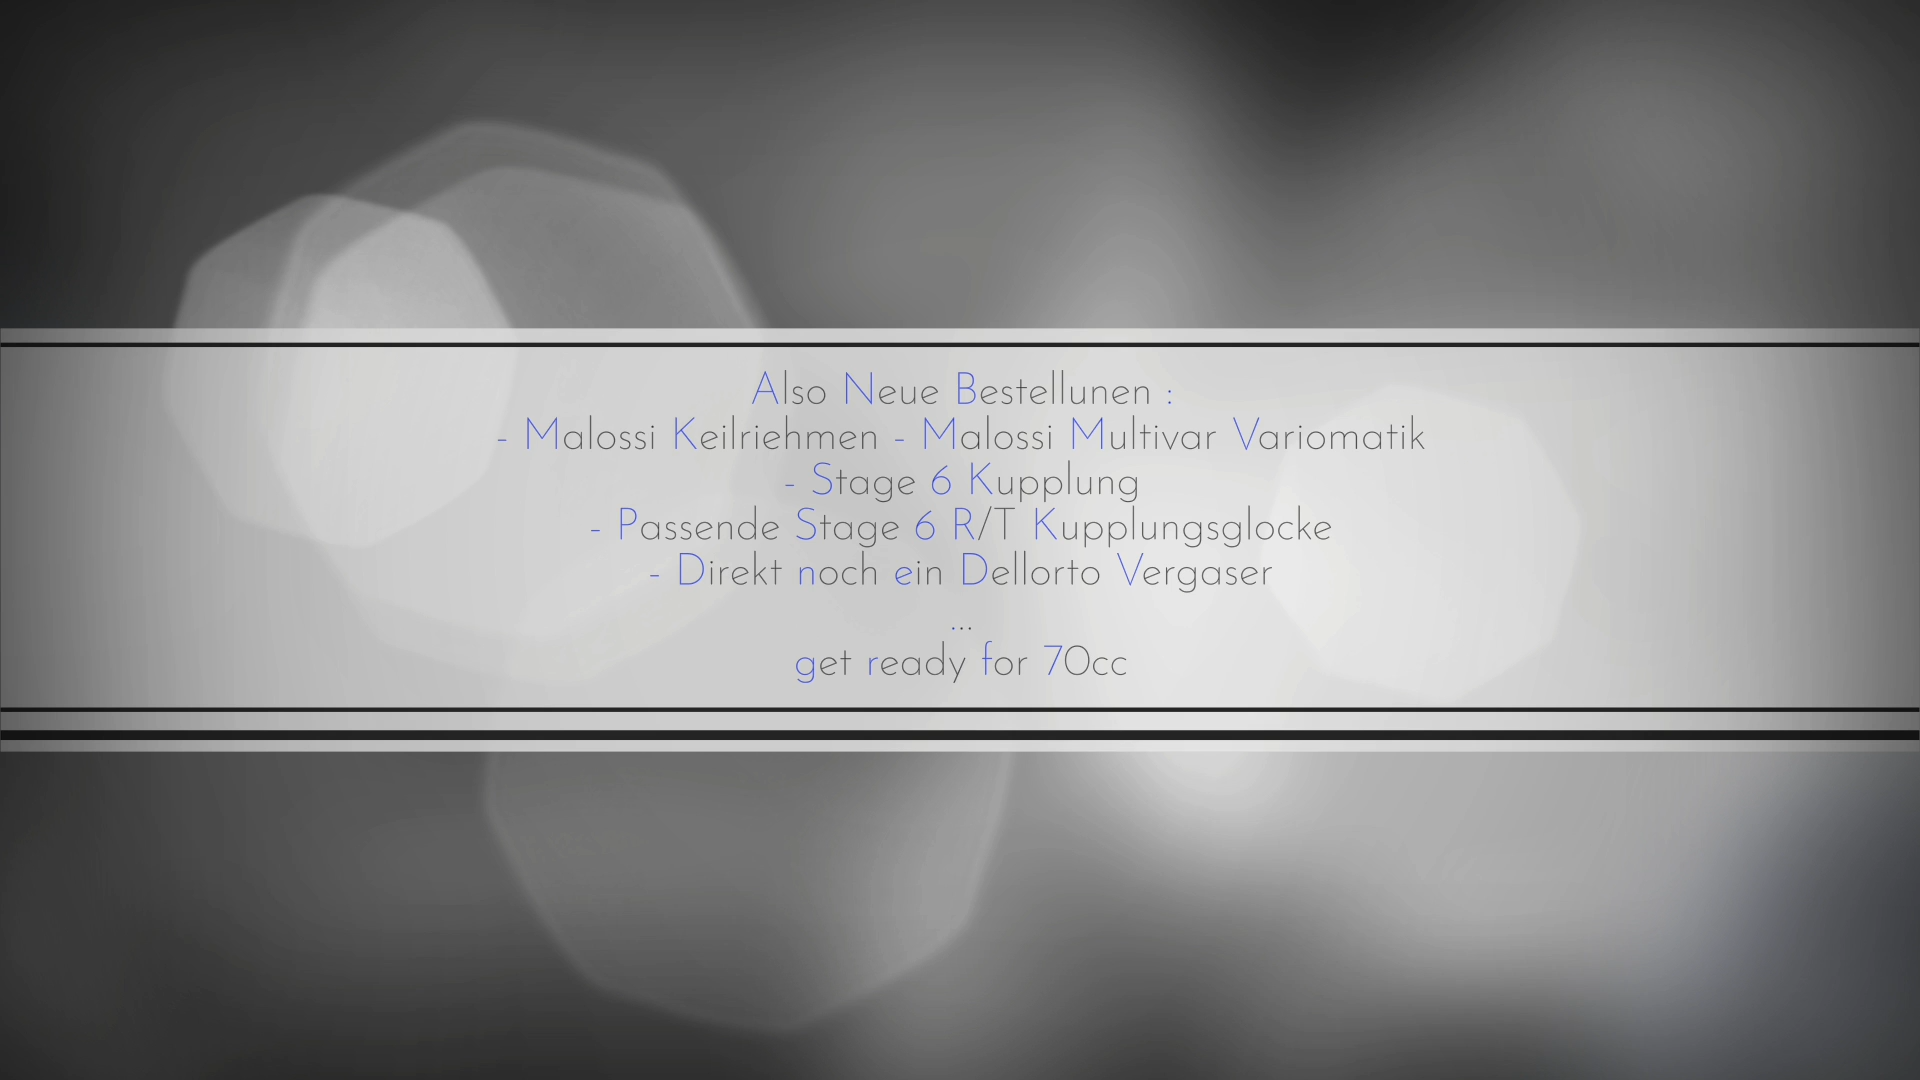 Also Neue Bestellunen :
- Malossi Keilriehmen - Malossi Multivar Variomatik
- Stage 6 Kupplung
- Passende Stage 6 R/T Kupplungsglocke
- Direkt noch ein Dellorto Vergaser
...
get ready for 70cc